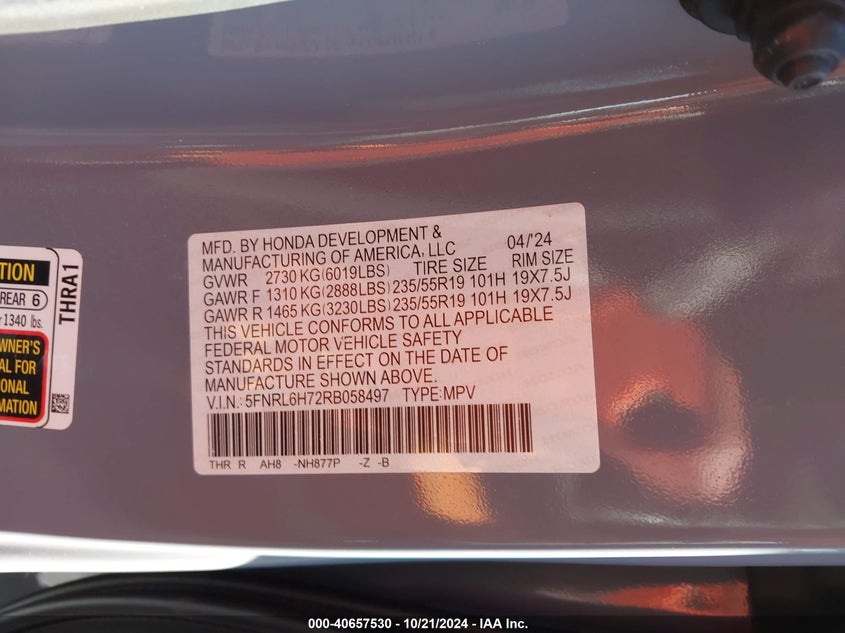 MFD. BY HONDA DEVELOPMENT &
MANUFACTURING OF AMERICA, LLC 04/'24
GVWR 2730 KG(6019LBS) TIRE SIZE RIM SIZE
GAWR F 1310 KG(2888LBS) 235/55R19 101H 19X7.5J
GAWR R 1465 KG(3230LBS) 235/55R19 101H 19X7.5J
THIS VEHICLE CONFORMS TO ALL APPLICABLE
FEDERAL MOTOR VEHICLE SAFETY
STANDARDS IN EFFECT ON THE DATE OF
MANUFACTURE SHOWN ABOVE.
V.I.N.: 5FNRL6H72RB058497 TYPE:MPV
THR R AH8 -NH877P -Z -B
TION
REAR 6
1340 lbs.
WNER'S
AL FOR
ONAL
MATION
THRA1
000-40657530 - 10/21/2024 - IAA Inc.